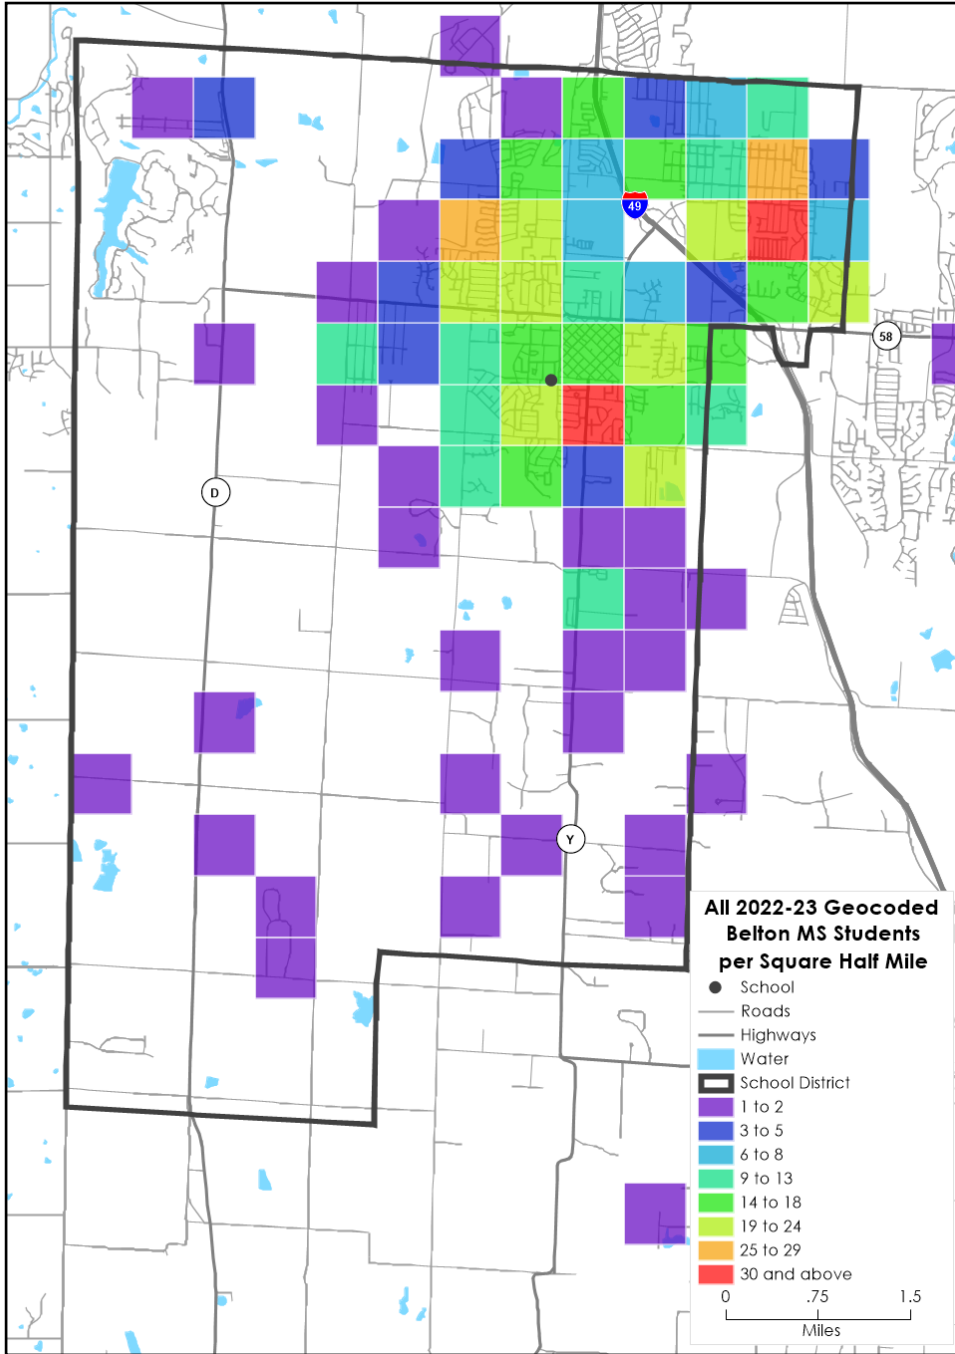 49
58
D
Y
All 2022-23 Geocoded
Belton MS Students
per Square Half Mile
School
Roads
Highways
Water
School District
1 to 2
3 to 5
6 to 8
9 to 13
14 to 18
19 to 24
25 to 29
30 and above
0 .75 1.5
Miles